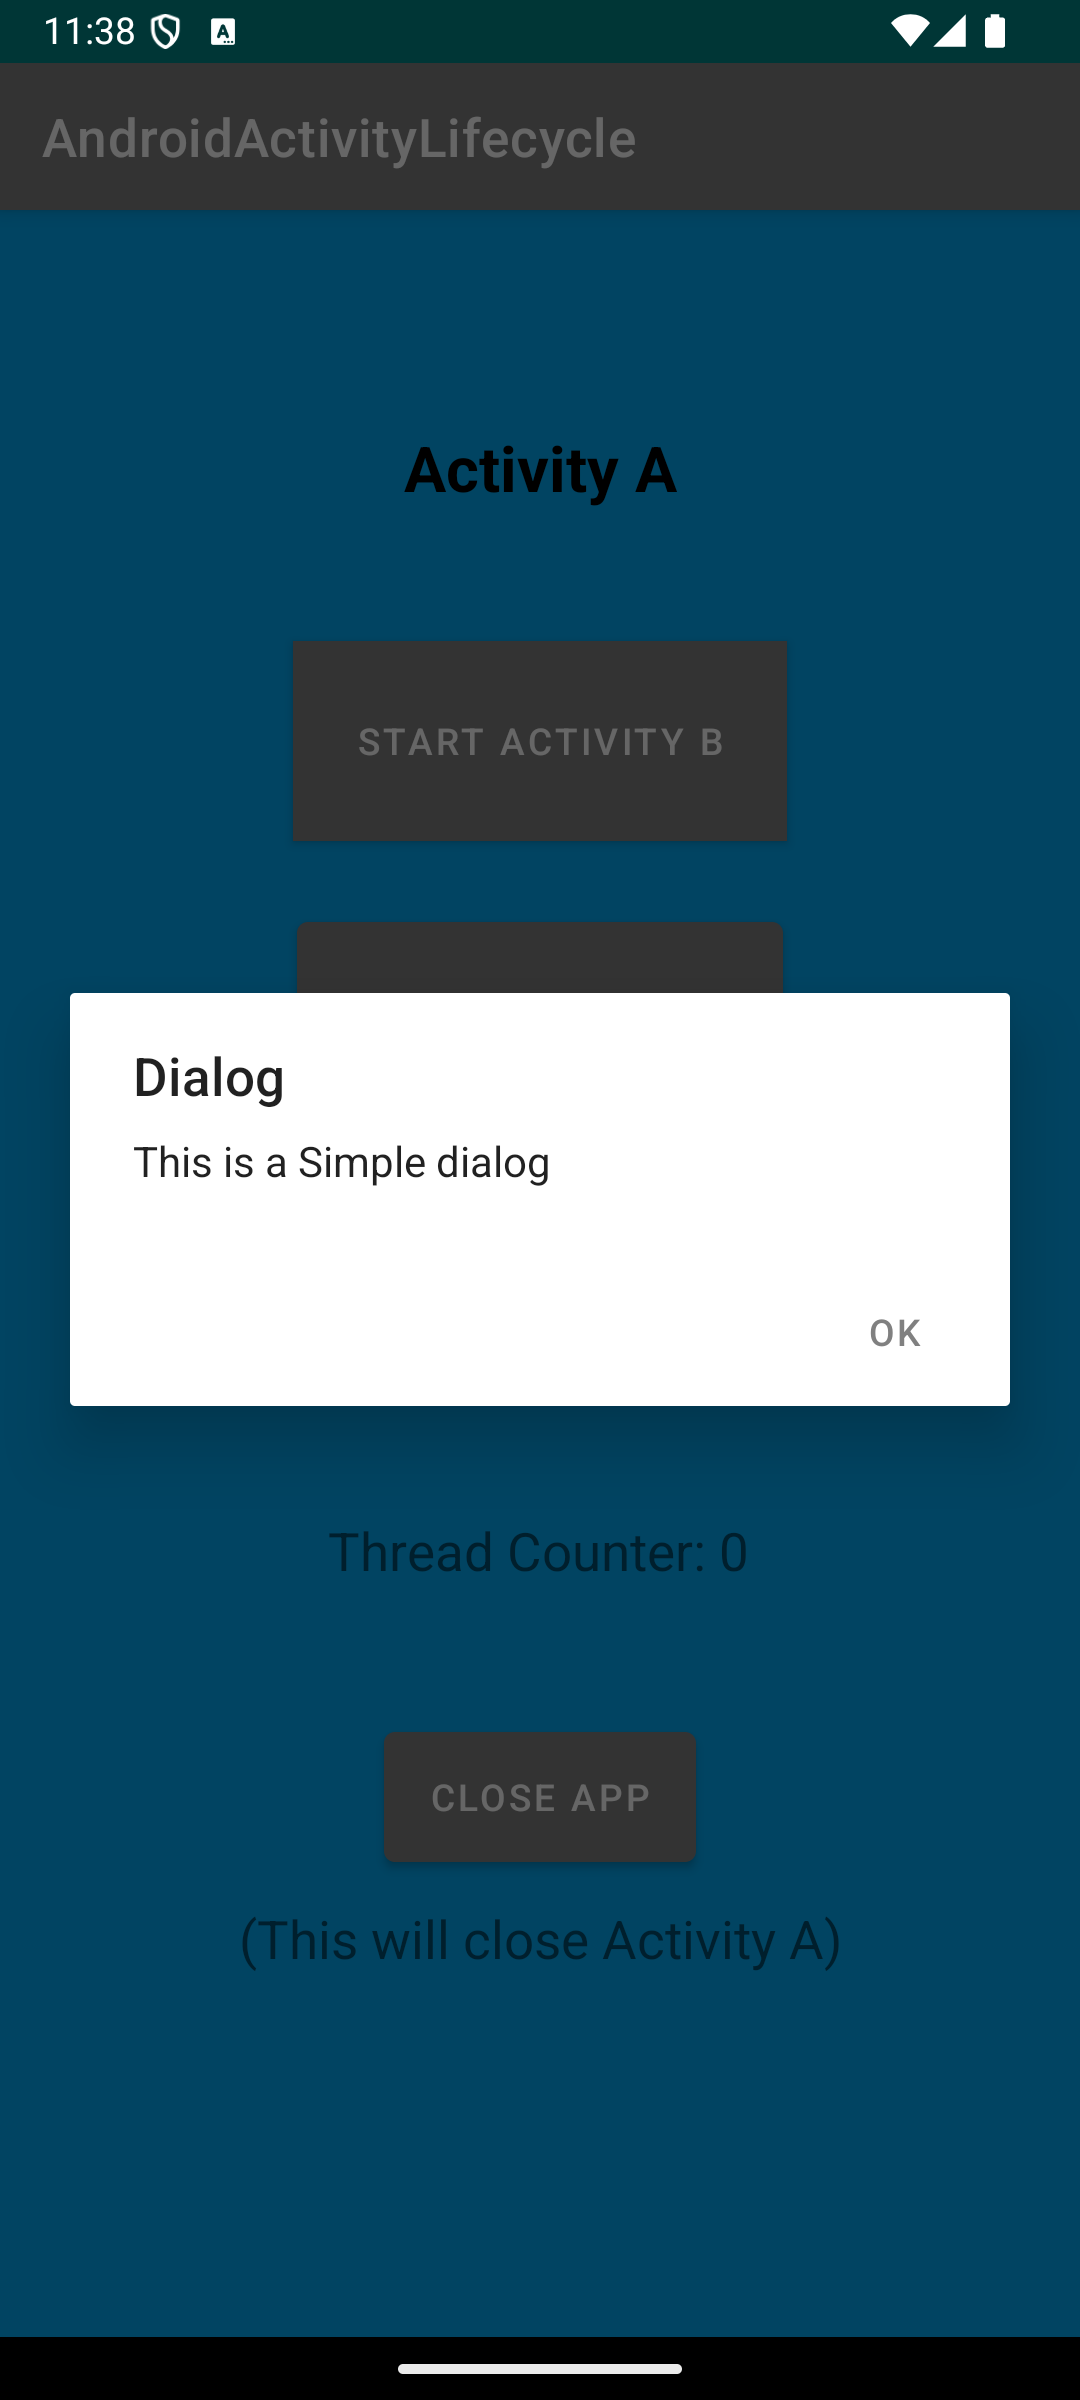 11:38
AndroidActivityLifecycle
Activity A
START ACTIVITY B
Dialog
This is a Simple dialog
OK
Thread Counter: 0
CLOSE APP
(This will close Activity A)